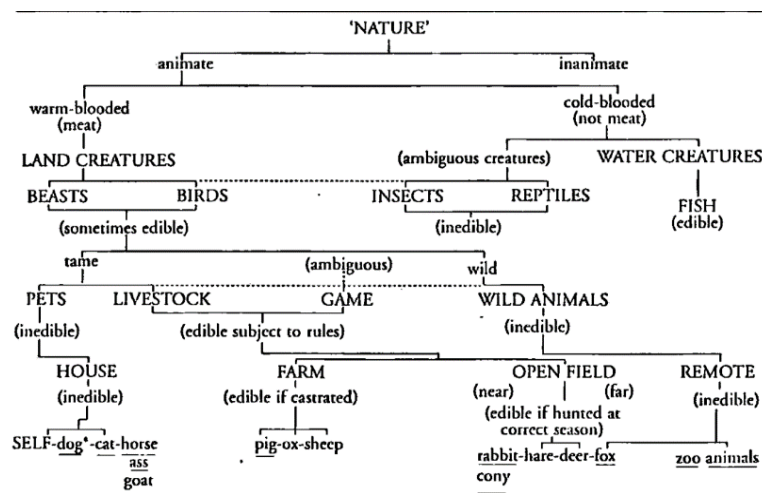 'NATURE'
animate inanimate
warm-blooded cold-blooded
(meat) (not meat)
LAND CREATURES (ambiguous creatures) WATER CREATURES
BEASTS BIRDS INSECTS REPTILES FISH
(sometimes edible) (inedible) (edible)
tame (ambiguous) wild
PETS LIVESTOCK GAME WILD ANIMALS
(inedible) (edible subject to rules) (inedible)
HOUSE FARM OPEN FIELD REMOTE
(near) (far)
(inedible) (edible if castrated) (edible if hunted at (inedible)
correct season)
SELF-dog*-cat-horse pig-ox-sheep rabbit-hare-deer-fox zoo animals
ass cony
goat